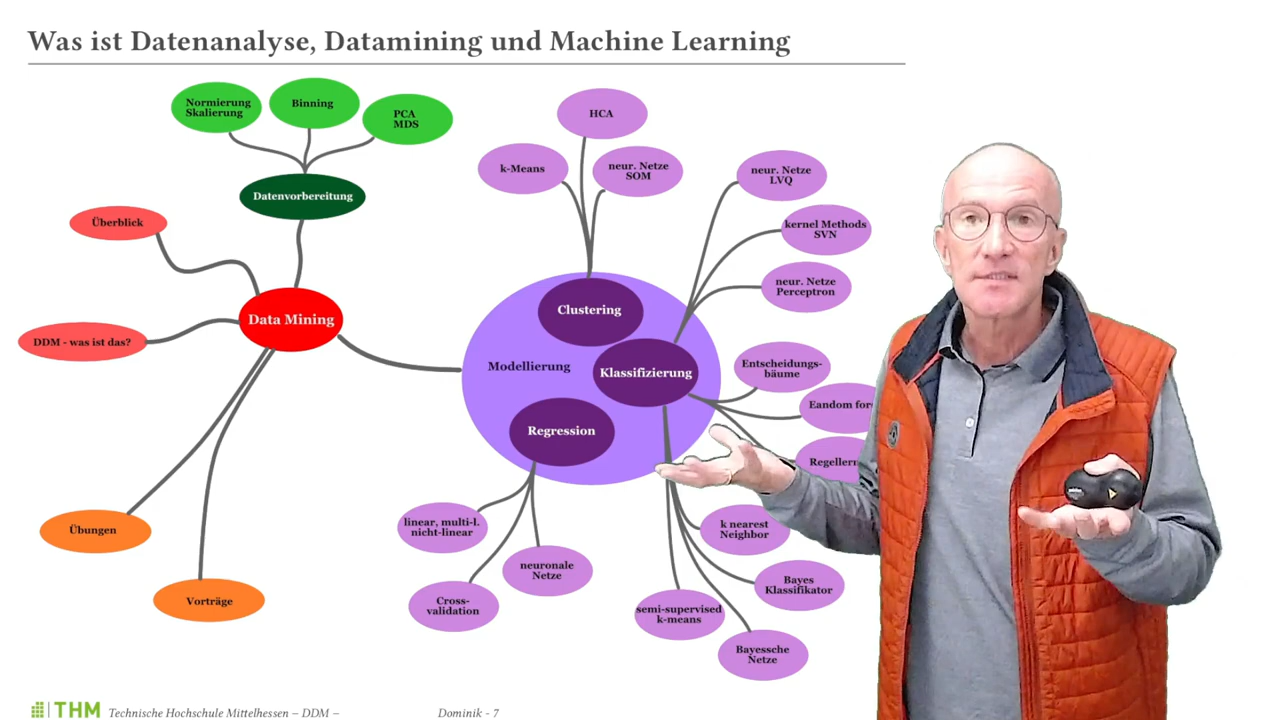 Was ist Datenanalyse, Datamining und Machine Learning
Normierung
Skalierung
Binning
PCA
MDS
Datenvorbereitung
Überblick
DDM - was ist das?
Data Mining
Übungen
Vorträge
HCA
k-Means
neur. Netze
SOM
Clustering
Modellierung
Klassifizierung
Regression
neur. Netze
LVQ
kernel Methods
SVN
neur. Netze
Perceptron
Entscheidungs-
bäume
Eandom for
Regellern
k nearest
Neighbor
Bayes
Klassifikator
semi-supervised
k-means
Bayessche
Netze
linear, multi-l.
nicht-linear
neuronale
Netze
Cross-
validation
THM Technische Hochschule Mittelhessen – DDM –
Dominik - 7